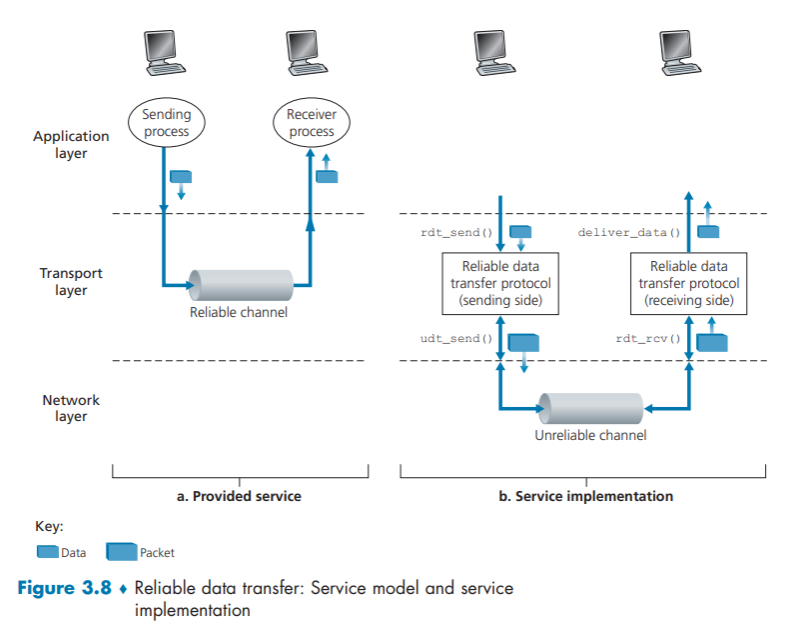 Sending
process
Receiver
process
Application
layer
rdt_send()
deliver_data()
Transport
layer
Reliable data
transfer protocol
(sending side)
Reliable data
transfer protocol
(receiving side)
Reliable channel
udt_send()
rdt_rcv()
Network
layer
Unreliable channel
a. Provided service
b. Service implementation
Key:
Data
Packet
Figure 3.8 ♦ Reliable data transfer: Service model and service
implementation